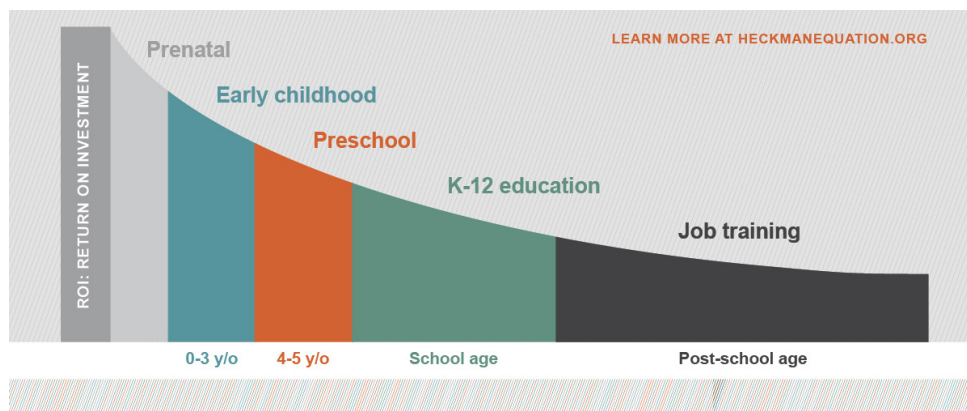 LEARN MORE AT HECKMANEQUATION.ORG
ROI: RETURN ON INVESTMENT
Prenatal
Early childhood
Preschool
K-12 education
Job training
0-3 y/o
4-5 y/o
School age
Post-school age